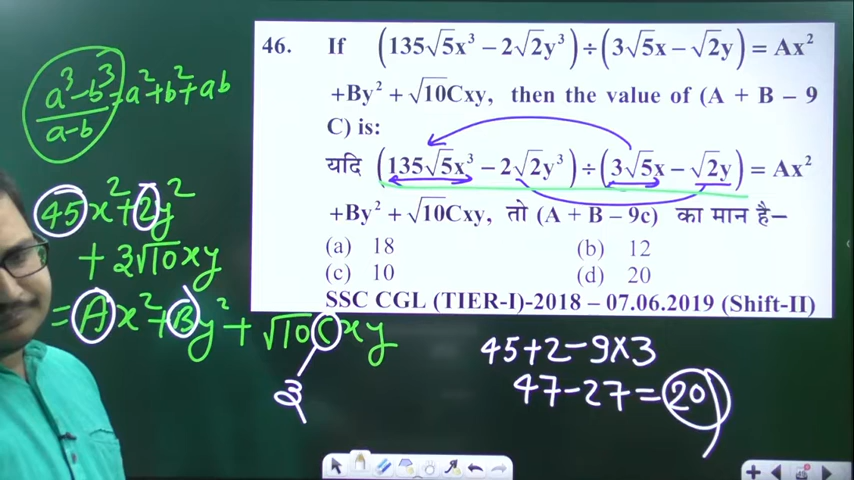 46. If (135√5x³ − 2√2y³) ÷ (3√5x − √2y) = Ax²
+By² + √10Cxy, then the value of (A + B − 9
C) is:
यदि (135√5x³ − 2√2y³) ÷ (3√5x − √2y) = Ax²
+By² + √10Cxy, तो (A + B − 9c) का मान है−
(a) 18 (b) 12
(c) 10 (d) 20
SSC CGL (TIER-I)-2018 – 07.06.2019 (Shift-II)
a³-b³/a-b = a²+b²+ab
45x²+2y²
+ 3√10xy
= Ax²+By²+√10Cxy
3
45+2-9×3
47-27=20